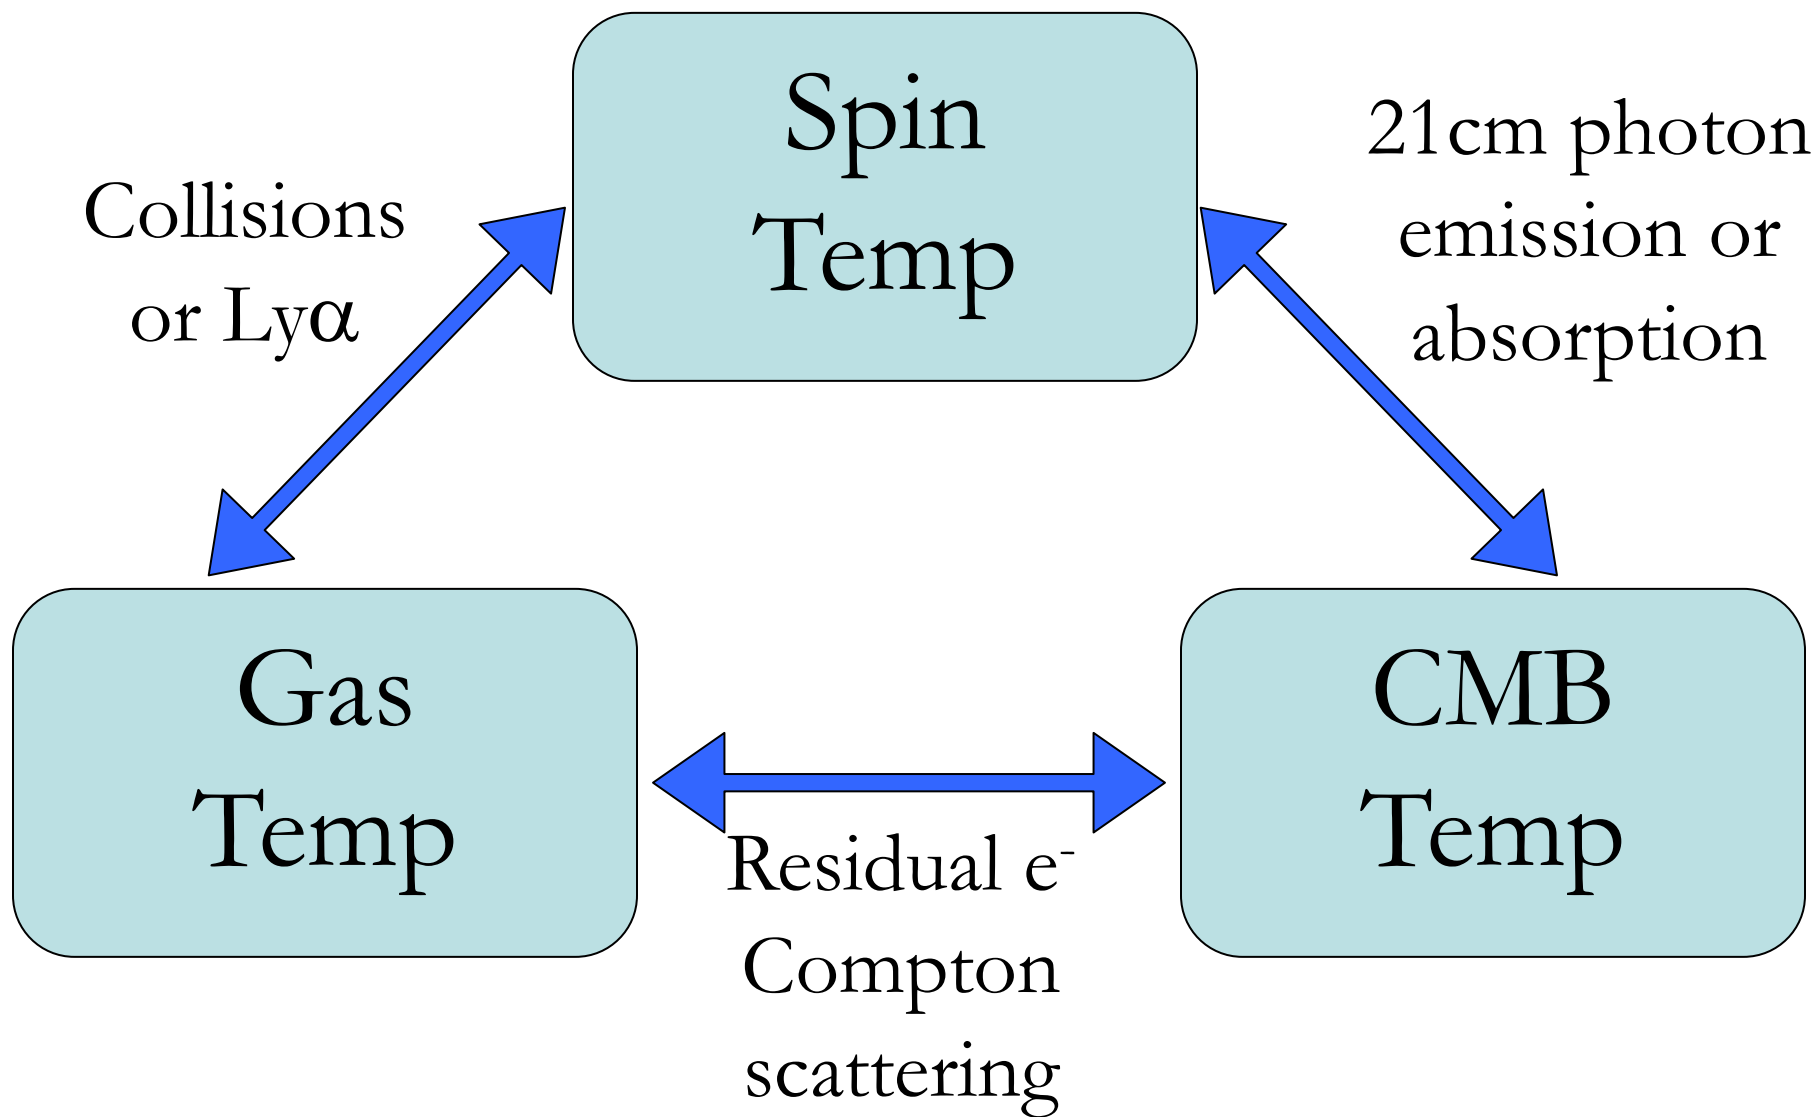 Spin
Temp
Collisions
or Lyα
21cm photon
emission or
absorption
Gas
Temp
CMB
Temp
Residual e⁻
Compton
scattering